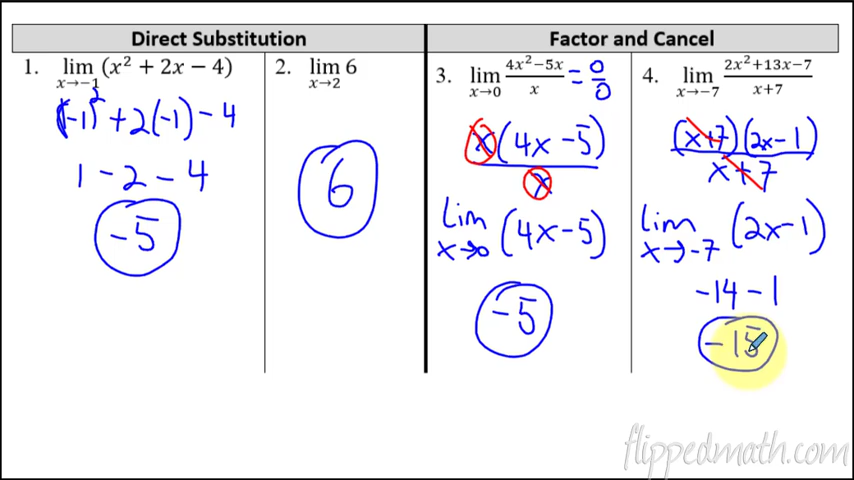 Direct Substitution
Factor and Cancel
1. lim x→−1 (x² + 2x − 4)
(-1)² + 2(-1) - 4
1 - 2 - 4
-5
2. lim x→2 6
6
3. lim x→0 (4x²−5x)/x = 0/0
x(4x - 5)/x
lim x→0 (4x - 5)
-5
4. lim x→−7 (2x²+13x−7)/(x+7)
(x+7)(2x-1)/(x+7)
lim x→-7 (2x-1)
-14 - 1
-15
flippedmath.com